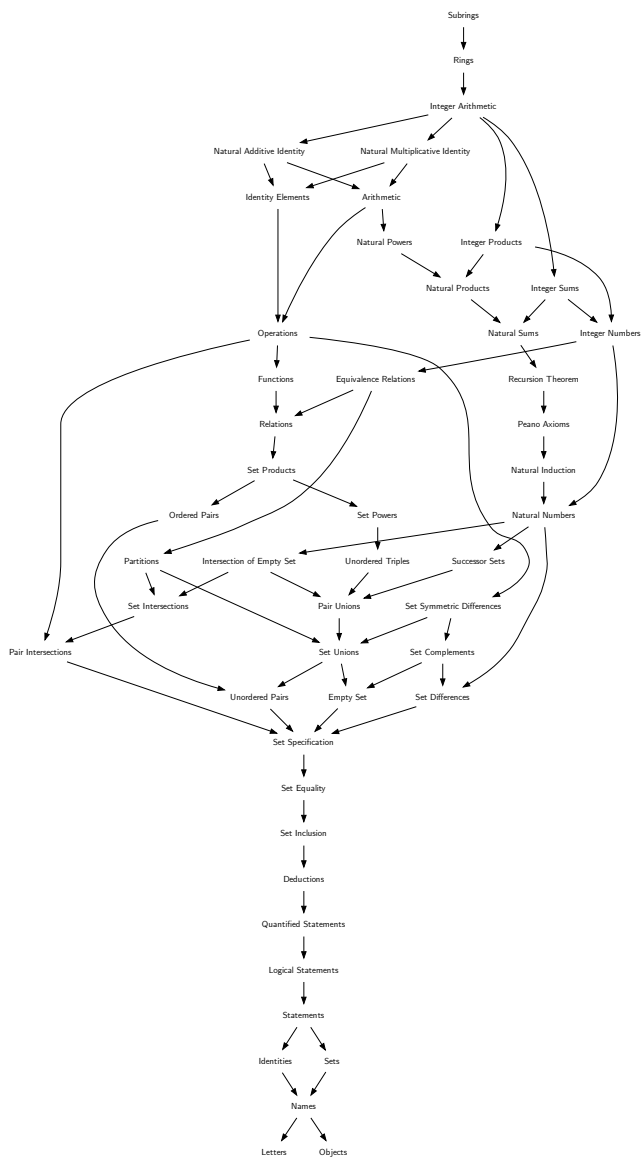 Subrings
Rings
Integer Arithmetic
Natural Additive Identity
Natural Multiplicative Identity
Identity Elements
Arithmetic
Natural Powers
Integer Products
Natural Products
Integer Sums
Operations
Natural Sums
Integer Numbers
Functions
Equivalence Relations
Recursion Theorem
Relations
Peano Axioms
Set Products
Natural Induction
Ordered Pairs
Set Powers
Natural Numbers
Partitions
Intersection of Empty Set
Unordered Triples
Successor Sets
Set Intersections
Pair Unions
Set Symmetric Differences
Pair Intersections
Set Unions
Set Complements
Unordered Pairs
Empty Set
Set Differences
Set Specification
Set Equality
Set Inclusion
Deductions
Quantified Statements
Logical Statements
Statements
Identities
Sets
Names
Letters
Objects